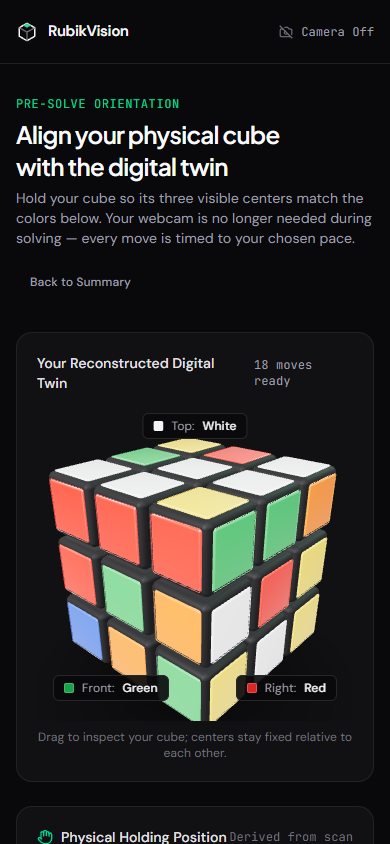 RubikVision
Camera Off
PRE-SOLVE ORIENTATION
Align your physical cube
with the digital twin
Hold your cube so its three visible centers match the
colors below. Your webcam is no longer needed during
solving — every move is timed to your chosen pace.
Back to Summary
Your Reconstructed Digital
Twin
18 moves
ready
Top: White
Front: Green
Right: Red
Drag to inspect your cube; centers stay fixed relative to
each other.
Physical Holding Position
Derived from scan